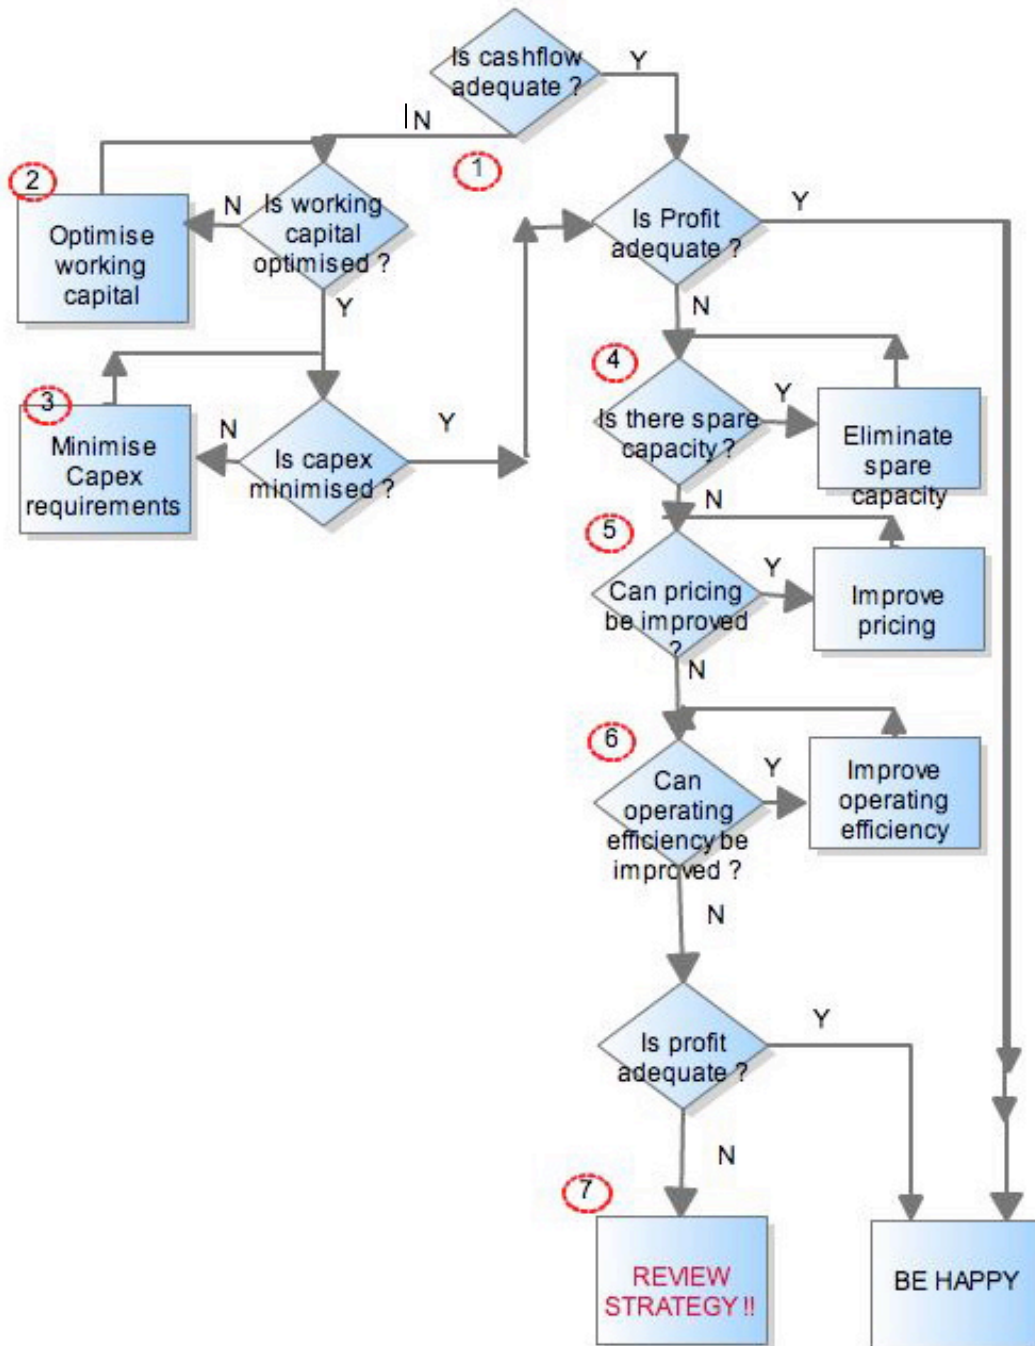 Is cashflow
adequate ?
Y
N
1
2
Optimise
working
capital
N
Is working
capital
optimised ?
Y
Is Profit
adequate ?
Y
N
3
Minimise
Capex
requirements
N
Is capex
minimised ?
Y
4
Is there spare
capacity ?
Y
Eliminate
spare
capacity
N
5
Can pricing
be improved
?
Y
Improve
pricing
N
6
Can
operating
efficiency be
improved ?
Y
Improve
operating
efficiency
N
Is profit
adequate ?
Y
N
7
REVIEW
STRATEGY !!
BE HAPPY